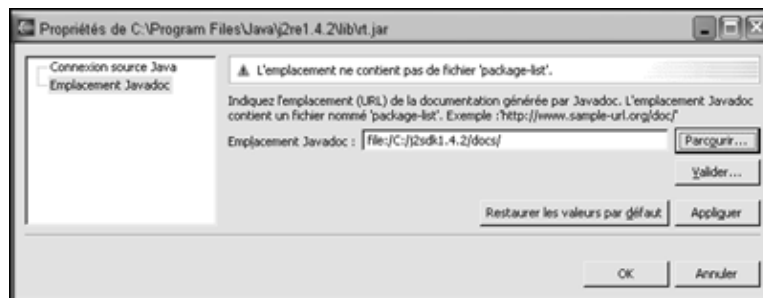 Propriétés de C:\Program Files\Java\j2re1.4.2\lib\rt.jar
Connexion source Java
Emplacement Javadoc
L'emplacement ne contient pas de fichier 'package-list'.
Indiquez l'emplacement (URL) de la documentation générée par Javadoc. L'emplacement Javadoc
contient un fichier nommé 'package-list'. Exemple :'http://www.sample-url.org/doc/'
Emplacement Javadoc : file:/C:/j2sdk1.4.2/docs/
Parcourir...
Valider...
Restaurer les valeurs par défaut
Appliquer
OK
Annuler